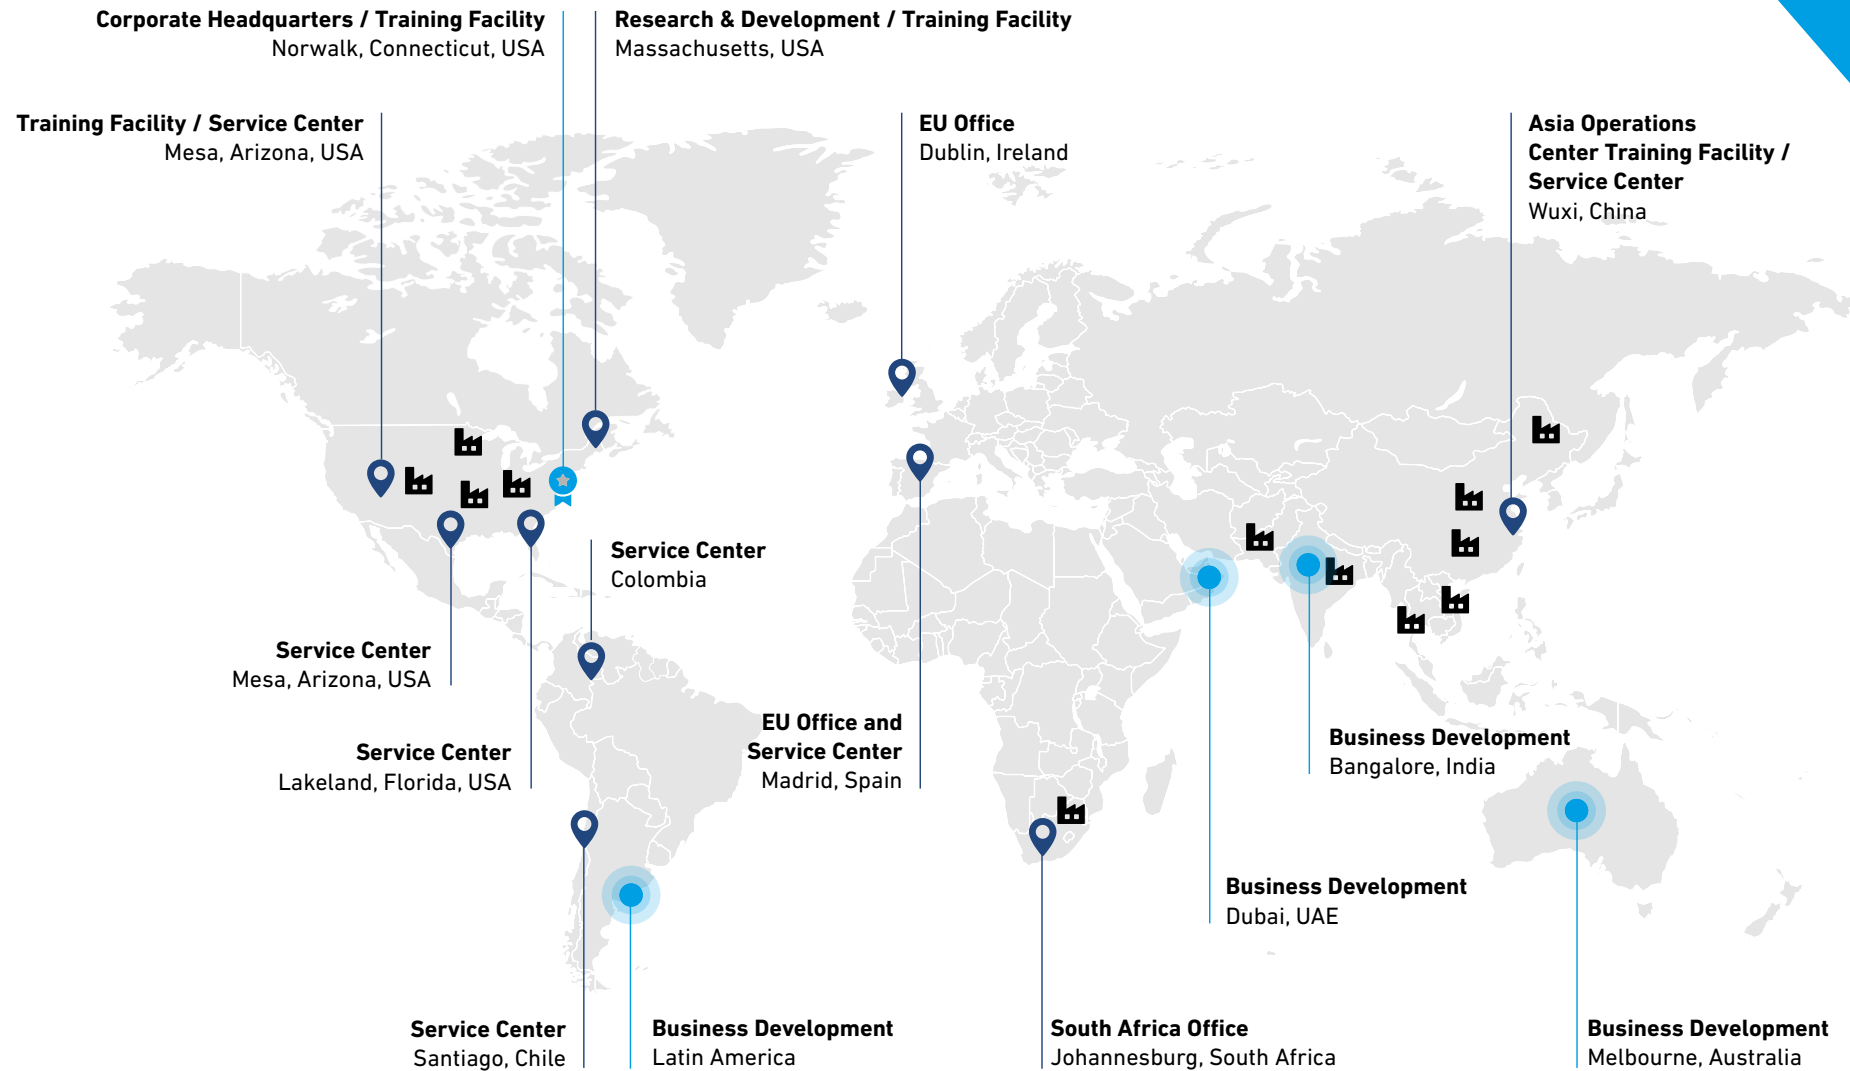 Corporate Headquarters / Training Facility
Norwalk, Connecticut, USA
Research & Development / Training Facility
Massachusetts, USA
Training Facility / Service Center
Mesa, Arizona, USA
EU Office
Dublin, Ireland
Asia Operations
Center Training Facility /
Service Center
Wuxi, China
Service Center
Colombia
Service Center
Mesa, Arizona, USA
Service Center
Lakeland, Florida, USA
EU Office and
Service Center
Madrid, Spain
Business Development
Bangalore, India
Business Development
Dubai, UAE
Service Center
Santiago, Chile
Business Development
Latin America
South Africa Office
Johannesburg, South Africa
Business Development
Melbourne, Australia